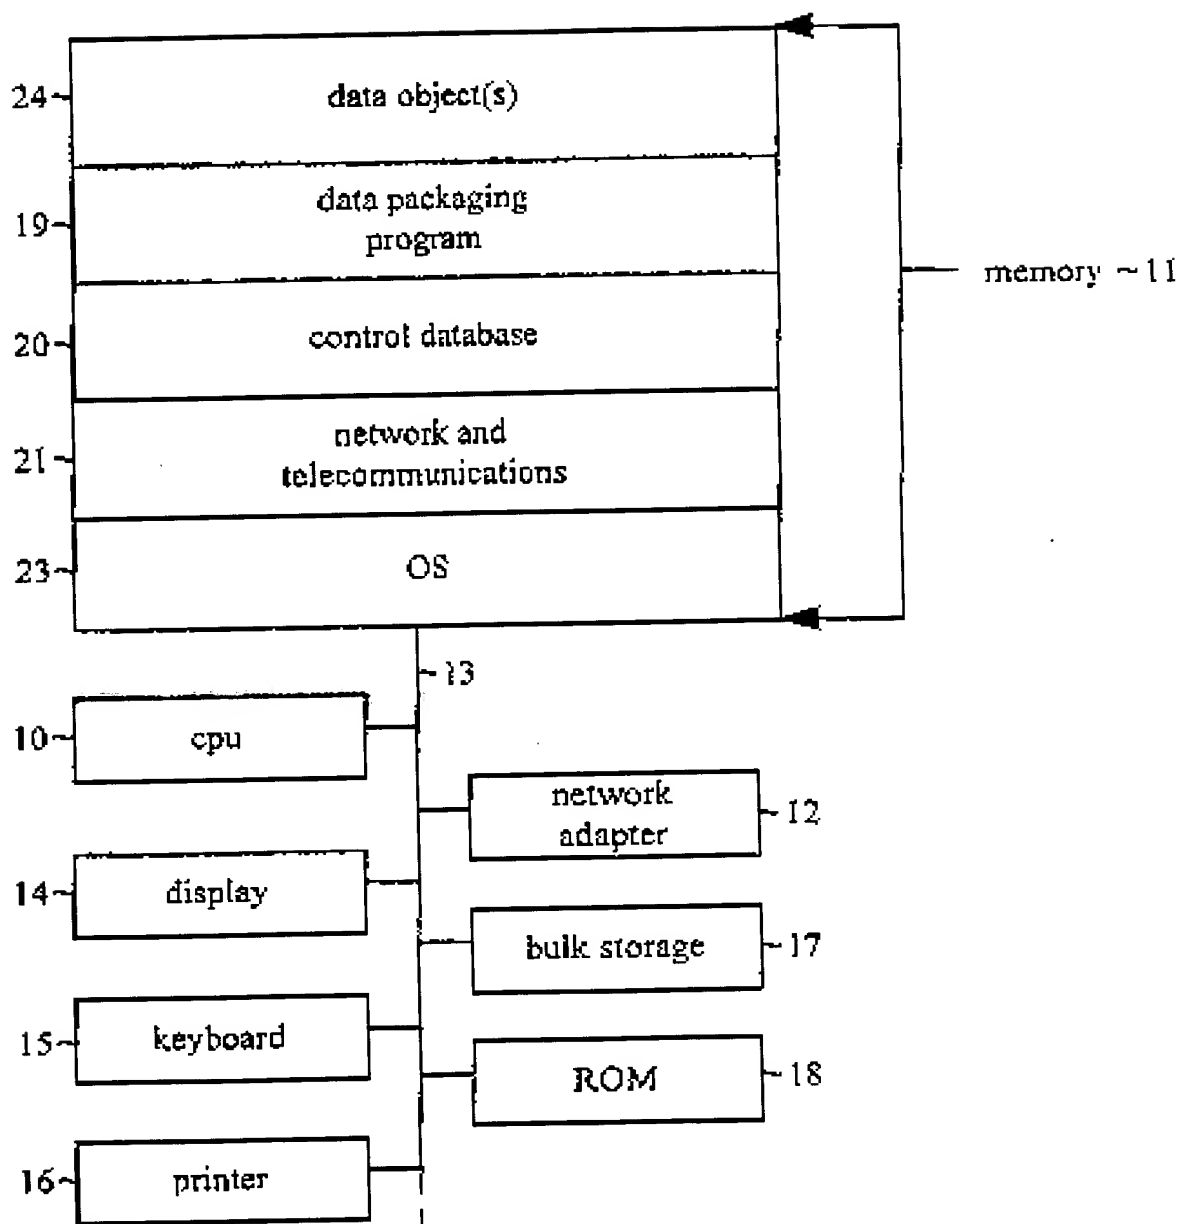 24~ data object(s)
19~ data packaging
program
memory ~11
20~ control database
21~ network and
telecommunications
23~ OS
~13
10~ cpu
network
adapter ~12
14~ display
bulk storage ~17
15~ keyboard
ROM ~18
16~ printer